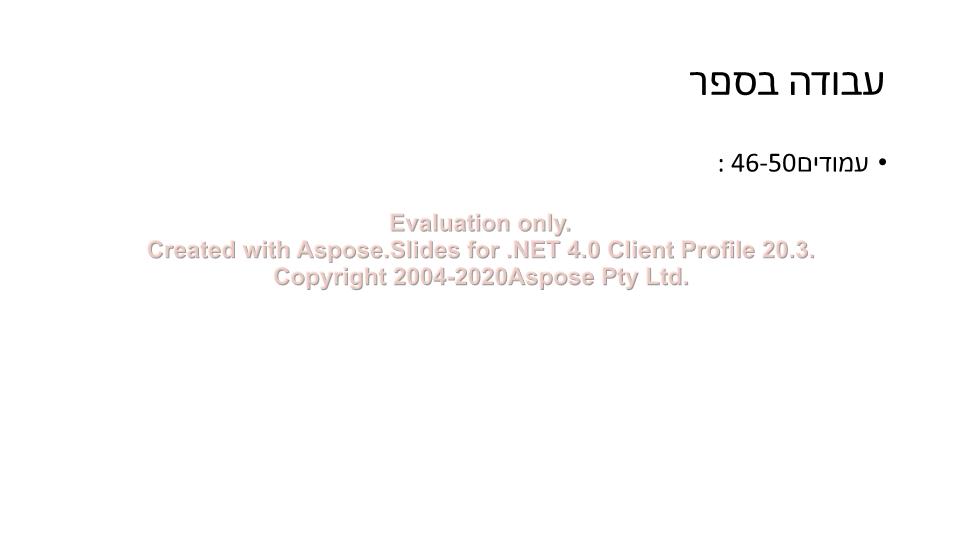 עבודה בספר
• עמודים46-50 :
Evaluation only.
Created with Aspose.Slides for .NET 4.0 Client Profile 20.3.
Copyright 2004-2020Aspose Pty Ltd.